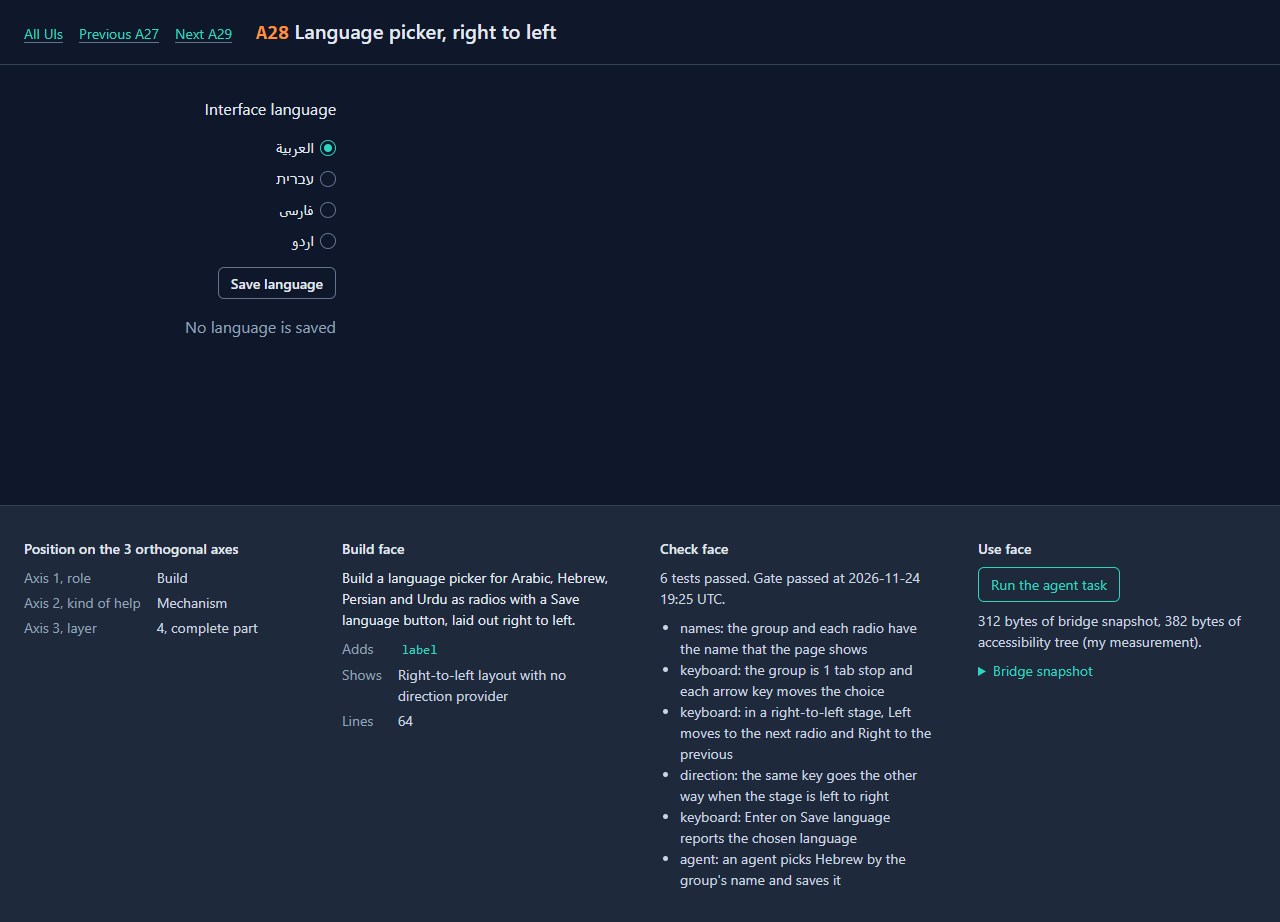 All UIs Previous A27 Next A29 A28 Language picker, right to left
Interface language
العربية
עברית
فارسی
اردو
Save language
No language is saved
Position on the 3 orthogonal axes
Axis 1, role Build
Axis 2, kind of help Mechanism
Axis 3, layer 4, complete part
Build face
Build a language picker for Arabic, Hebrew,
Persian and Urdu as radios with a Save
language button, laid out right to left.
Adds label
Shows Right-to-left layout with no
direction provider
Lines 64
Check face
6 tests passed. Gate passed at 2026-11-24
19:25 UTC.
names: the group and each radio have
the name that the page shows
keyboard: the group is 1 tab stop and
each arrow key moves the choice
keyboard: in a right-to-left stage, Left
moves to the next radio and Right to the
previous
direction: the same key goes the other
way when the stage is left to right
keyboard: Enter on Save language
reports the chosen language
agent: an agent picks Hebrew by the
group's name and saves it
Use face
Run the agent task
312 bytes of bridge snapshot, 382 bytes of
accessibility tree (my measurement).
Bridge snapshot